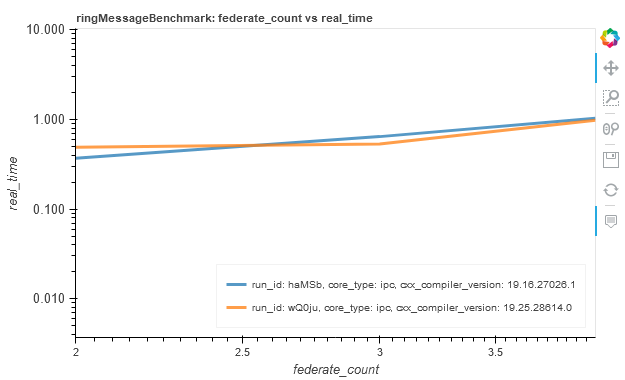 ringMessageBenchmark: federate_count vs real_time
10.000
1.000
0.100
0.010
real_time
run_id: haMSb, core_type: ipc, cxx_compiler_version: 19.16.27026.1
run_id: wQ0ju, core_type: ipc, cxx_compiler_version: 19.25.28614.0
2
2.5
3
3.5
federate_count